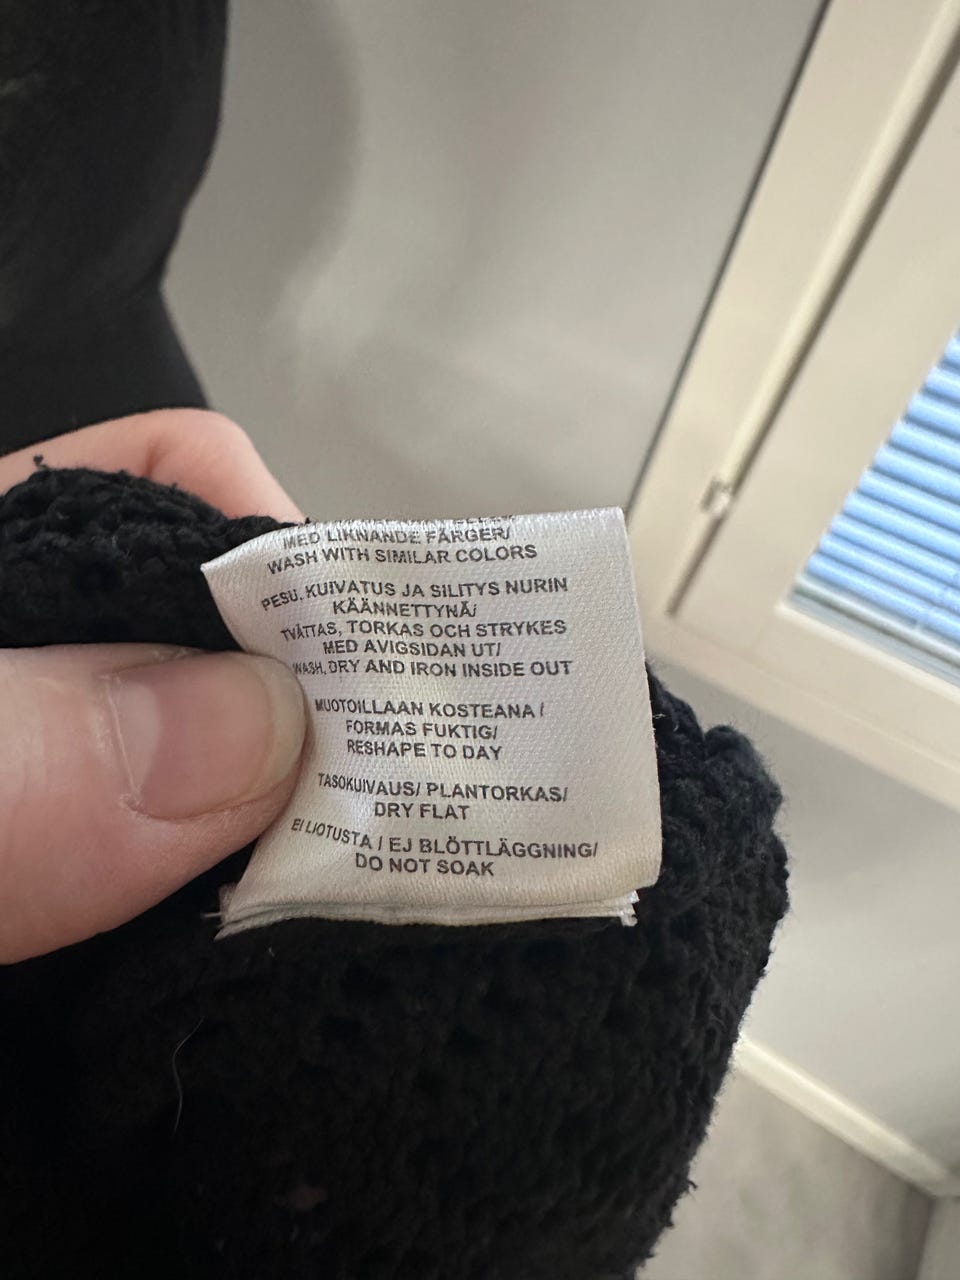 MED LIKNANDE FÄRGER/
WASH WITH SIMILAR COLORS
PESU, KUIVATUS JA SILITYS NURIN
KÄÄNNETTYNÄ/
TVÄTTAS, TORKAS OCH STRYKES
MED AVIGSIDAN UT/
WASH, DRY AND IRON INSIDE OUT
MUOTOILLAAN KOSTEANA /
FORMAS FUKTIG/
RESHAPE TO DAY
TASOKUIVAUS/ PLANTORKAS/
DRY FLAT
EI LIOTUSTA / EJ BLÖTTLÄGGNING/
DO NOT SOAK